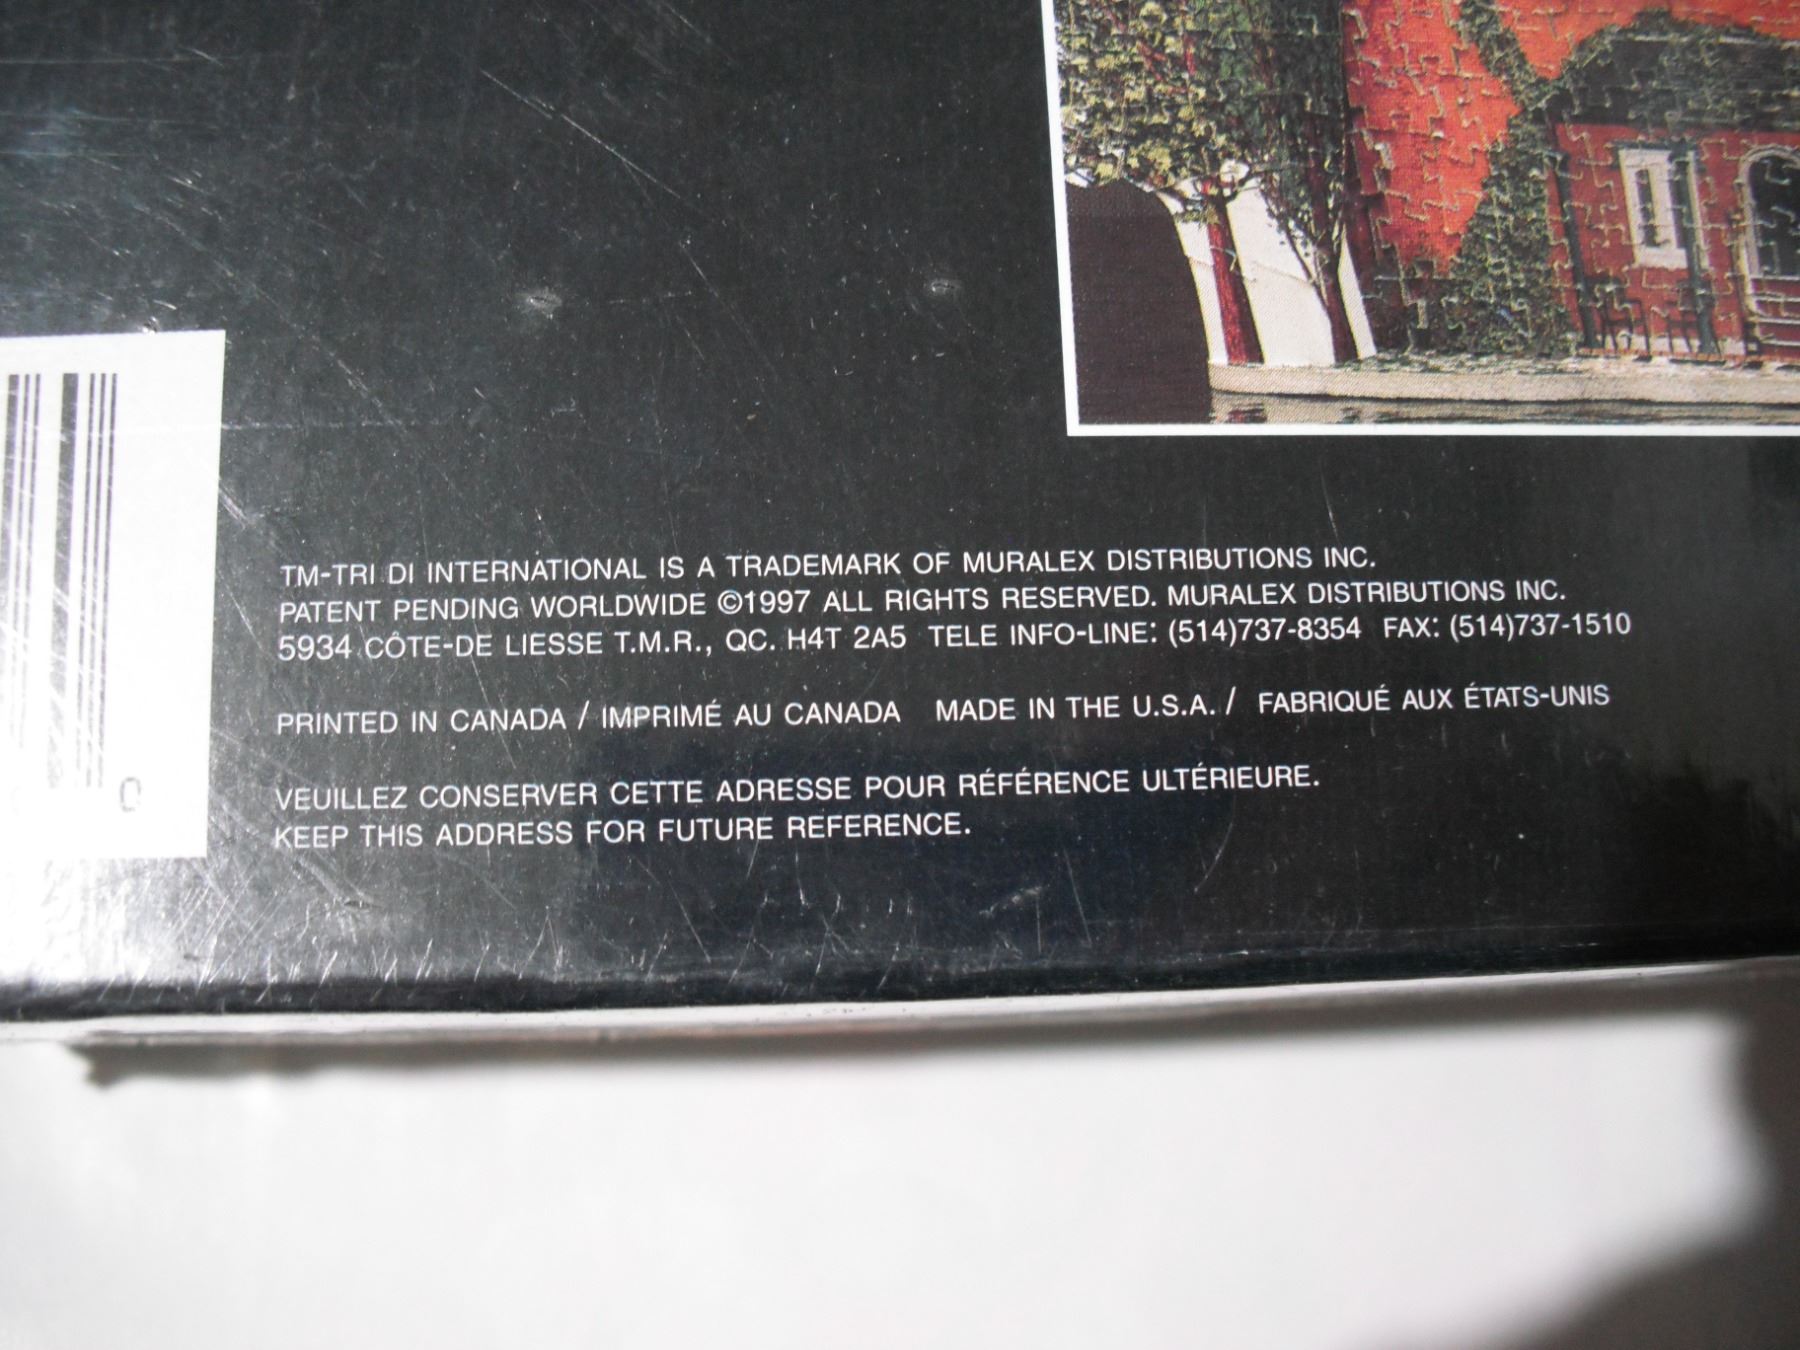 TM-TRI DI INTERNATIONAL IS A TRADEMARK OF MURALEX DISTRIBUTIONS INC.
PATENT PENDING WORLDWIDE ©1997 ALL RIGHTS RESERVED. MURALEX DISTRIBUTIONS INC.
5934 CÔTE-DE LIESSE T.M.R., QC. H4T 2A5 TELE INFO-LINE: (514)737-8354 FAX: (514)737-1510
PRINTED IN CANADA / IMPRIMÉ AU CANADA MADE IN THE U.S.A. / FABRIQUÉ AUX ÉTATS-UNIS
0
VEUILLEZ CONSERVER CETTE ADRESSE POUR RÉFÉRENCE ULTÉRIEURE.
KEEP THIS ADDRESS FOR FUTURE REFERENCE.